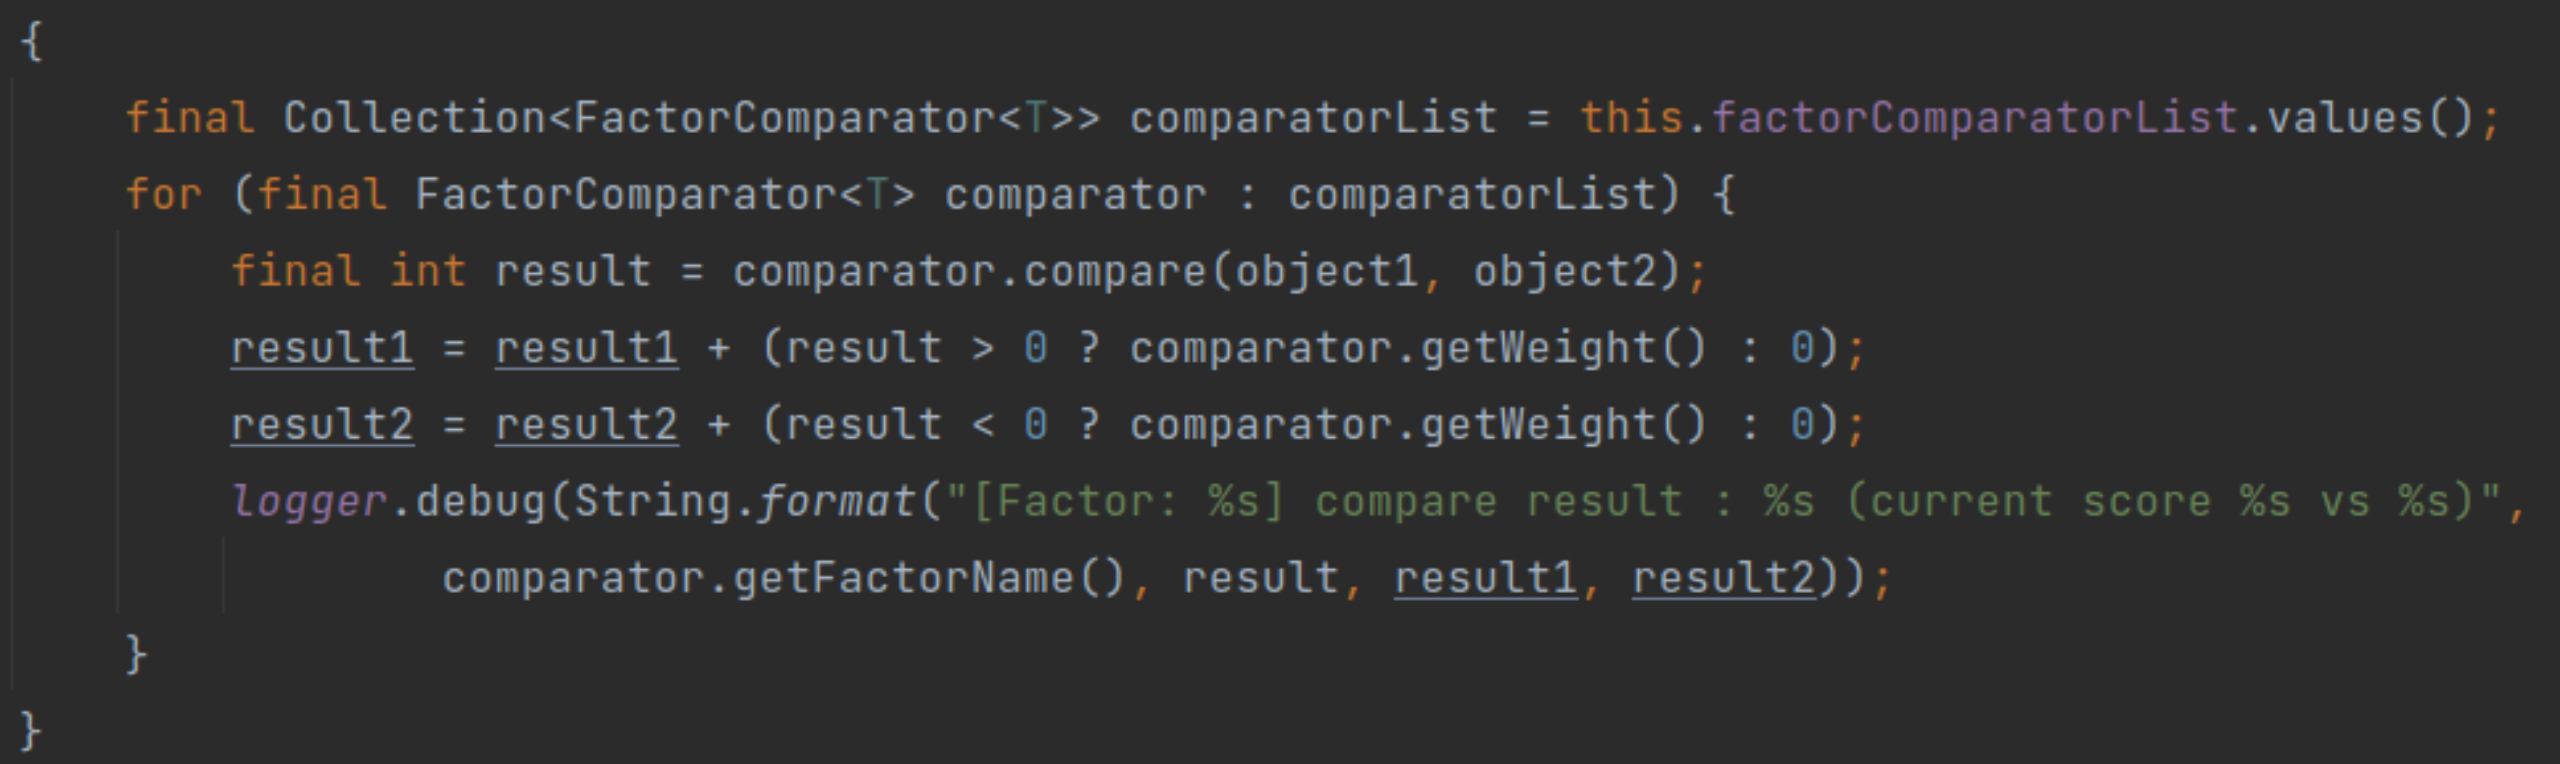 {
    final Collection<FactorComparator<T>> comparatorList = this.factorComparatorList.values();
    for (final FactorComparator<T> comparator : comparatorList) {
        final int result = comparator.compare(object1, object2);
        result1 = result1 + (result > 0 ? comparator.getWeight() : 0);
        result2 = result2 + (result < 0 ? comparator.getWeight() : 0);
        logger.debug(String.format("[Factor: %s] compare result : %s (current score %s vs %s)",
                comparator.getFactorName(), result, result1, result2));
    }
}